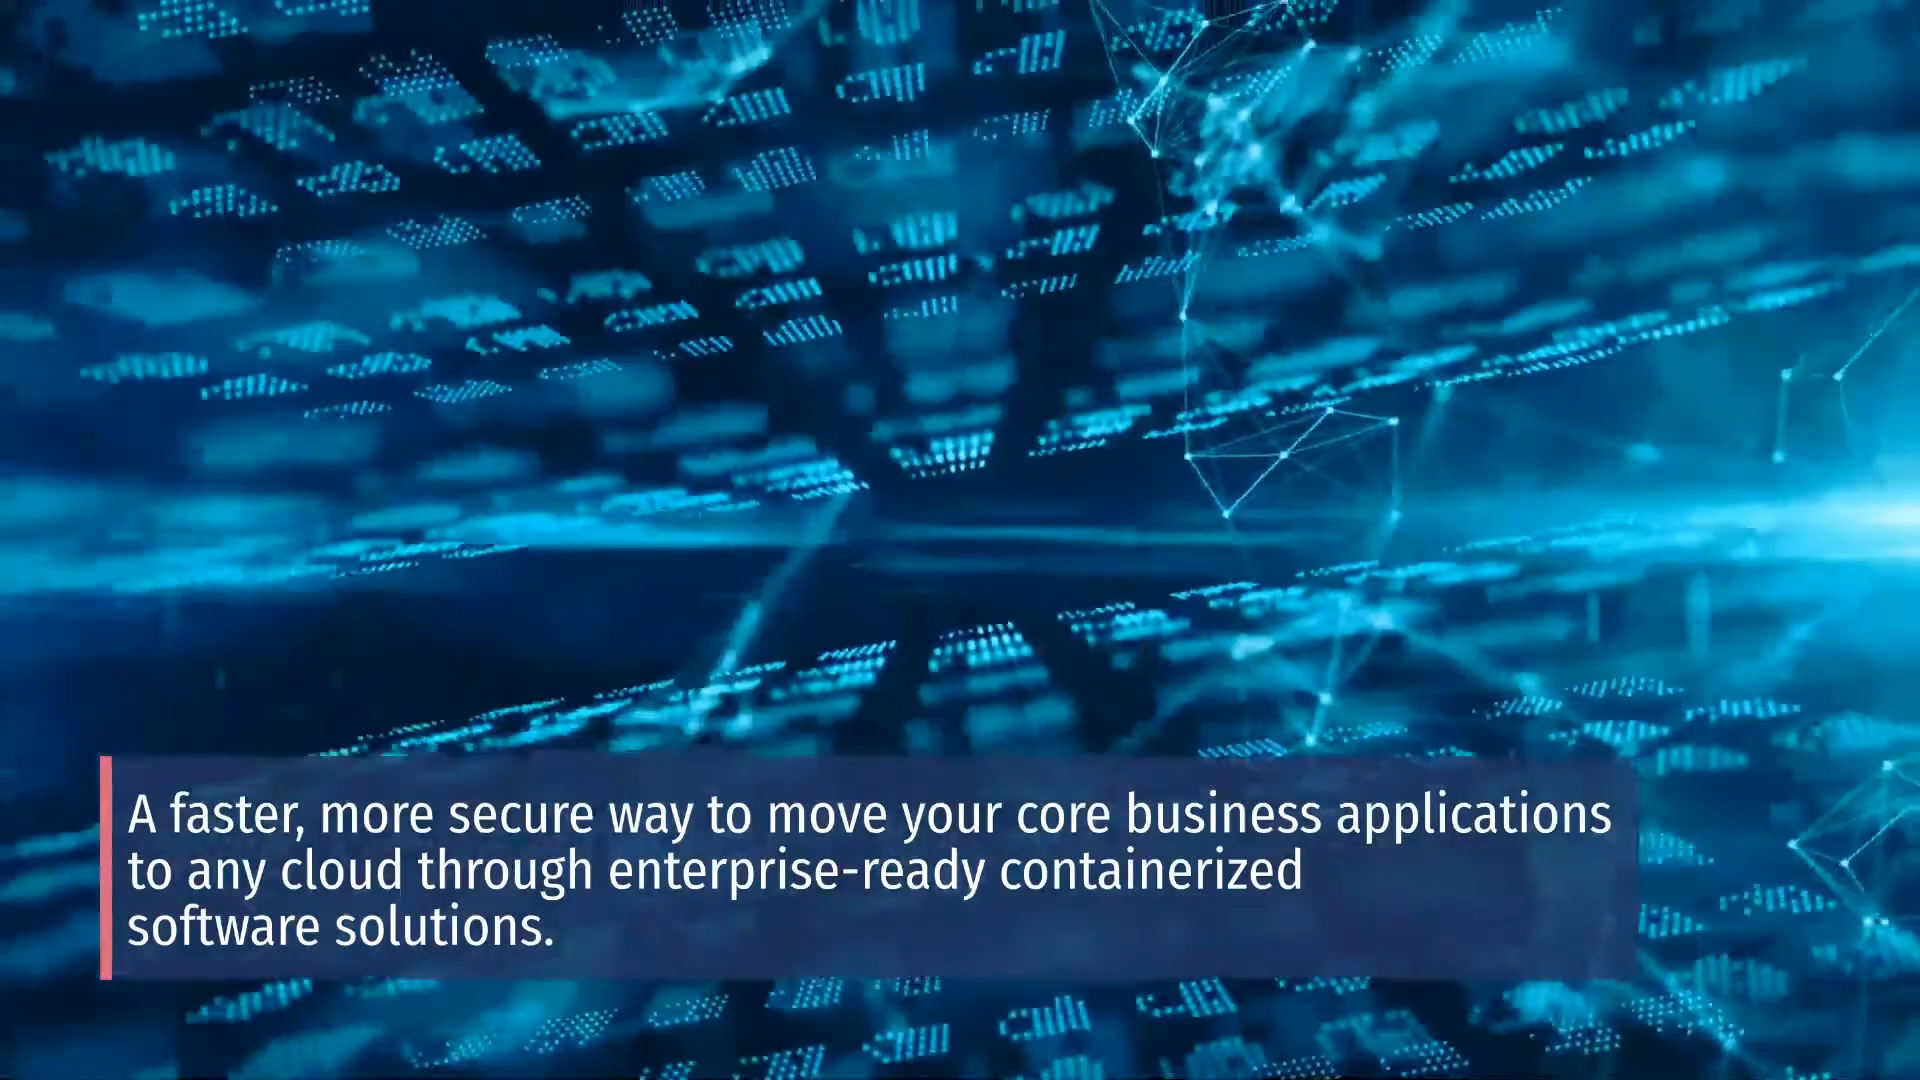 A faster, more secure way to move your core business applications
to any cloud through enterprise-ready containerized
software solutions.